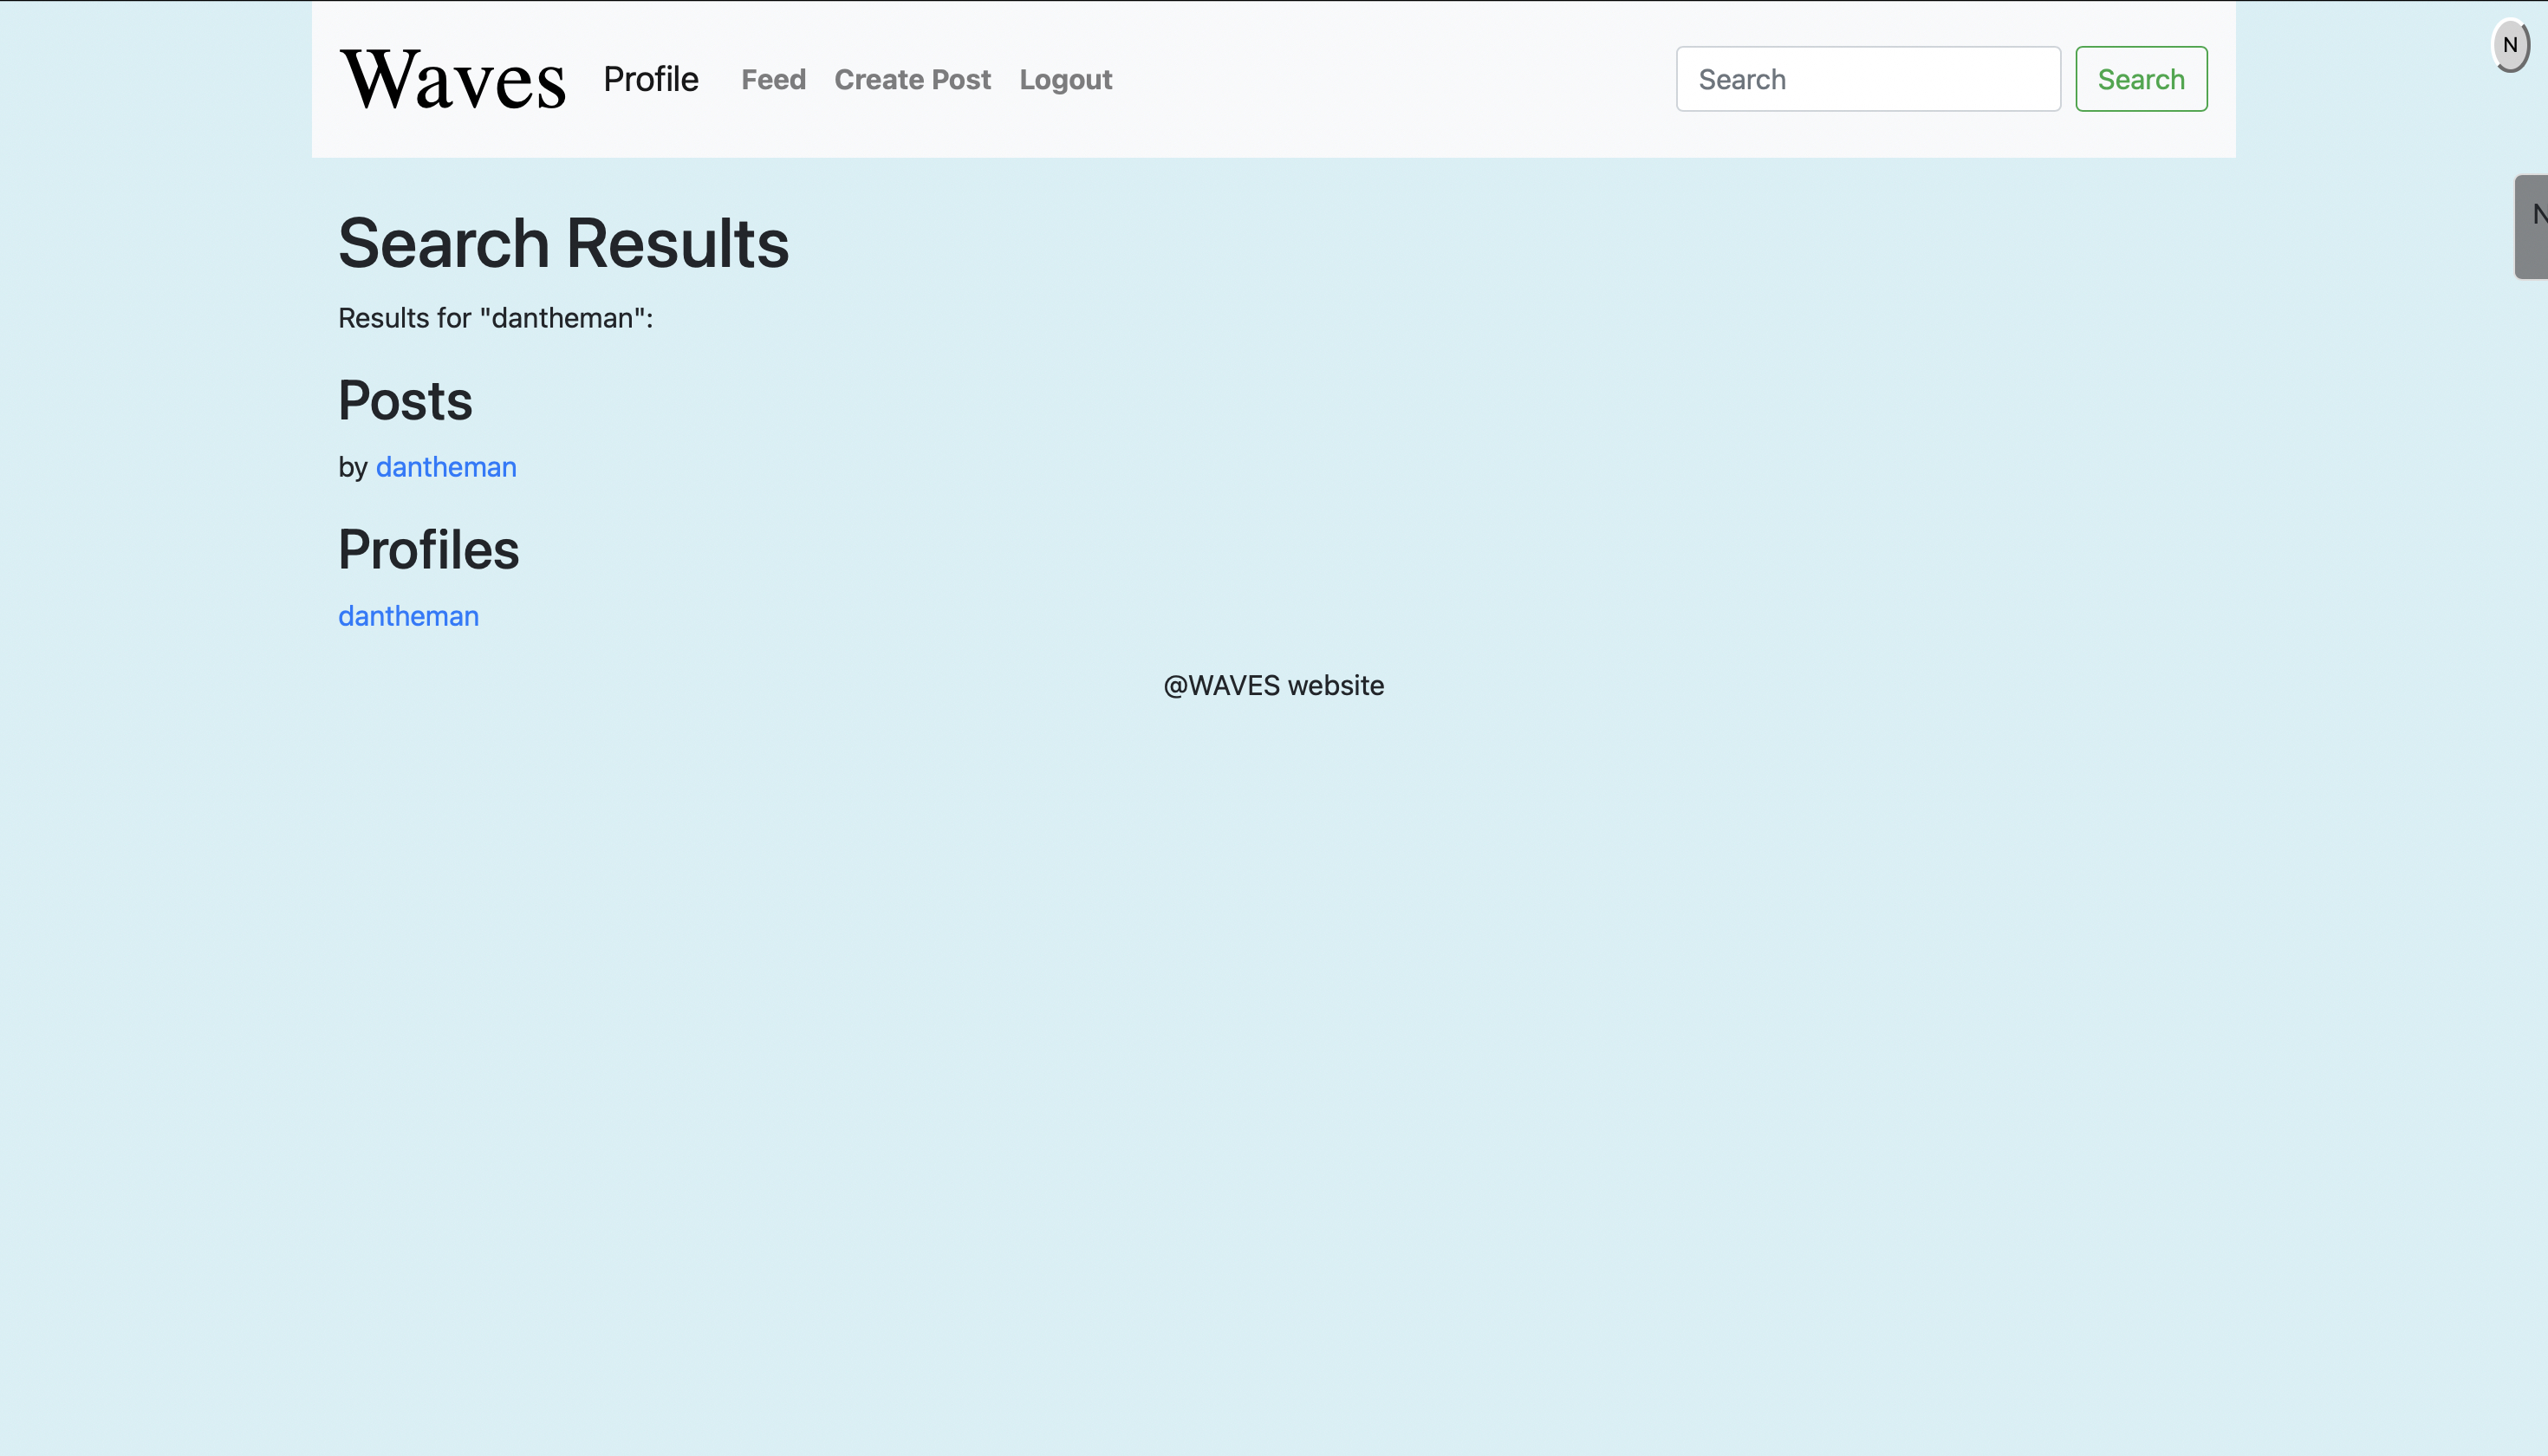 Waves Profile Feed Create Post Logout Search Search
N
N
Search Results
Results for "dantheman":
Posts
by dantheman
Profiles
dantheman
@WAVES website